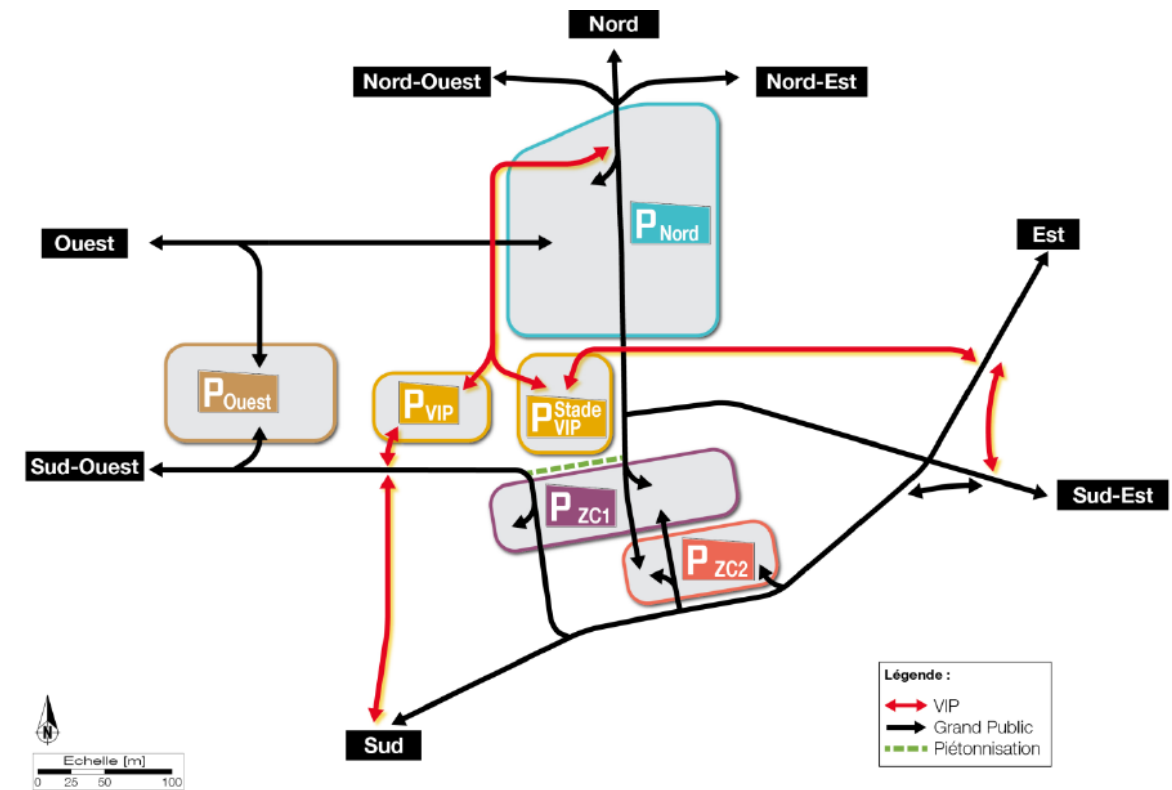 Nord
Nord-Ouest
Nord-Est
P Nord
Ouest
Est
P Ouest
P VIP
P Stade VIP
Sud-Ouest
Sud-Est
P ZC1
P ZC2
Sud
Légende :
VIP
Grand Public
Piétonnisation
N
Echelle [m]
0 25 50 100